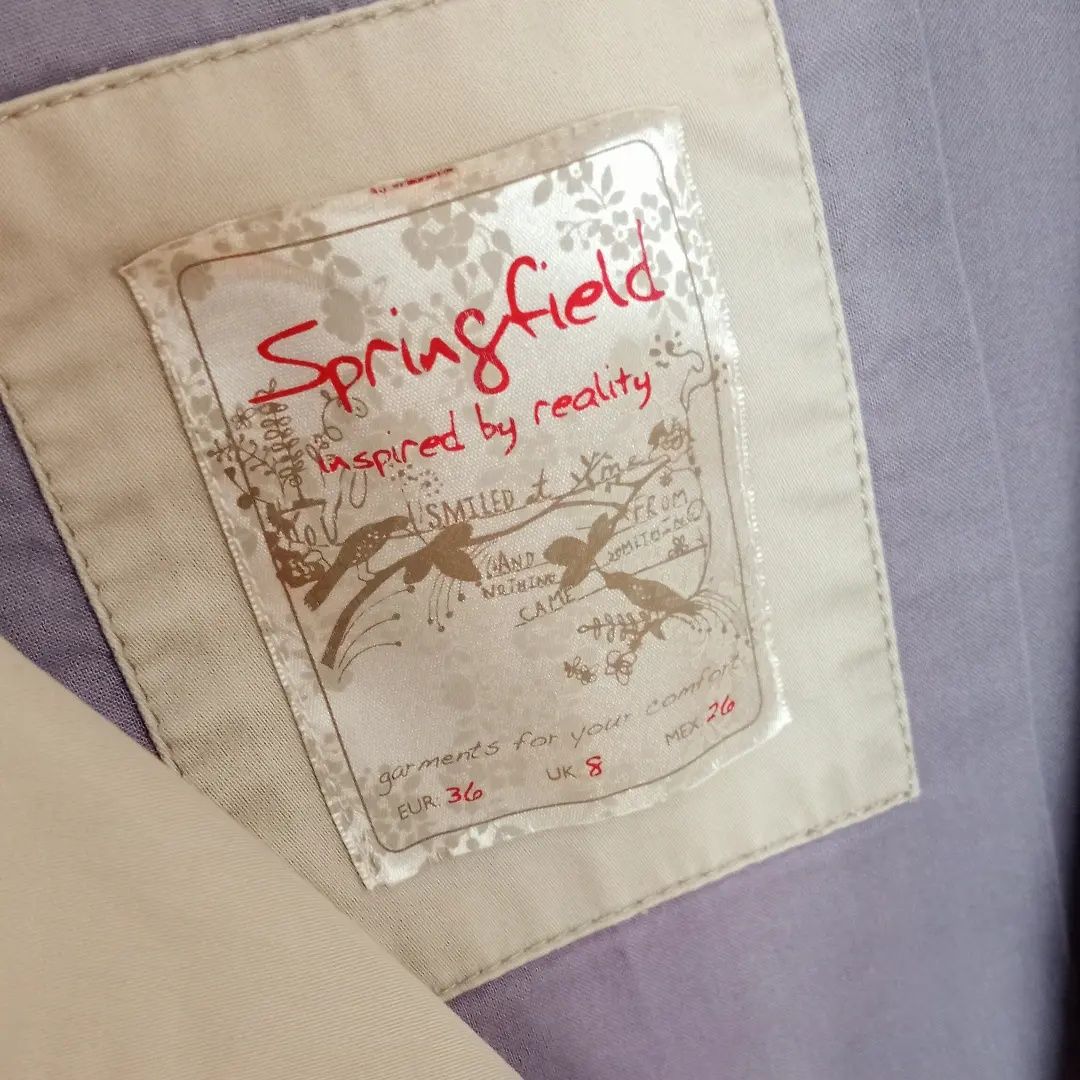 Springfield
inspired by reality
SMILED at
FROM
AND
NOTHING
CAME
garments for your comfort
EUR. 36 UK. 8 MEX. 26